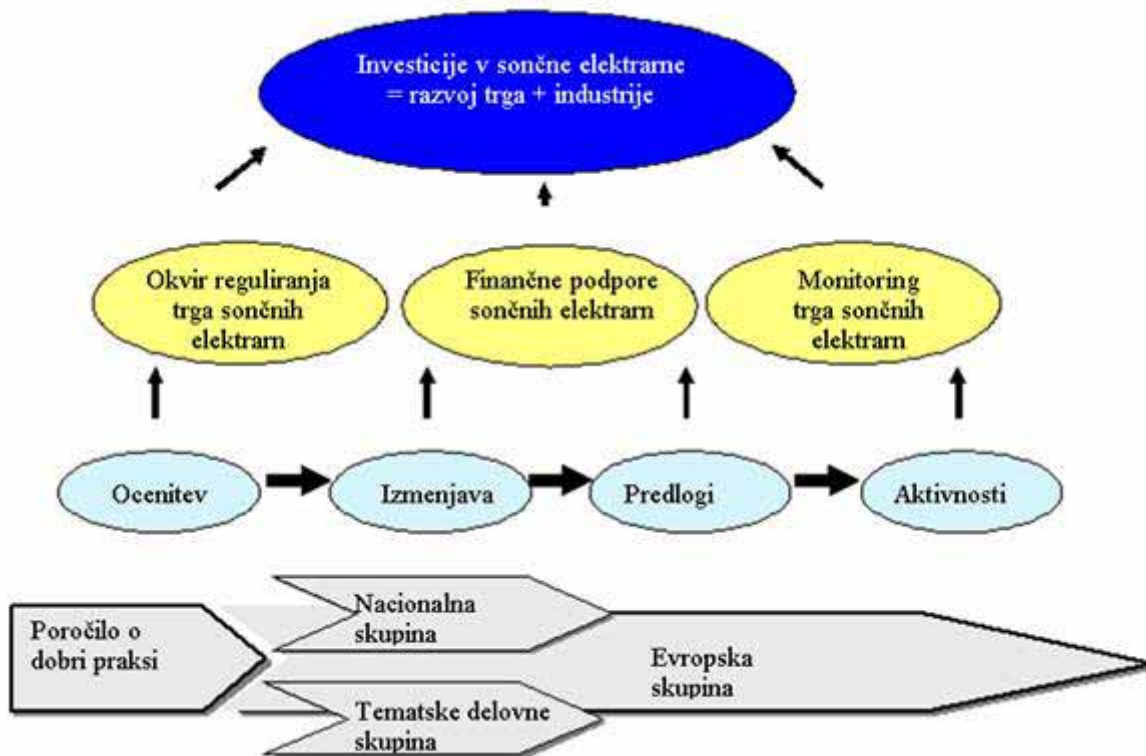 Investicije v sončne elektrarne
= razvoj trga + industrije
Okvir reguliranja
trga sončnih
elektrarn
Finančne podpore
sončnih elektrarn
Monitoring
trga sončnih
elektrarn
Ocenitev
Izmenjava
Predlogi
Aktivnosti
Poročilo o
dobri praksi
Nacionalna
skupina
Evropska
skupina
Tematske delovne
skupina